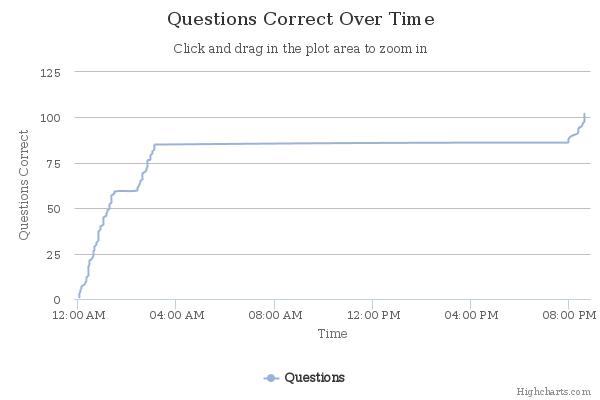 Questions Correct Over Time
Click and drag in the plot area to zoom in
Questions Correct
125
100
75
50
25
0
12:00 AM 04:00 AM 08:00 AM 12:00 PM 04:00 PM 08:00 PM
Time
Questions
Highcharts.com